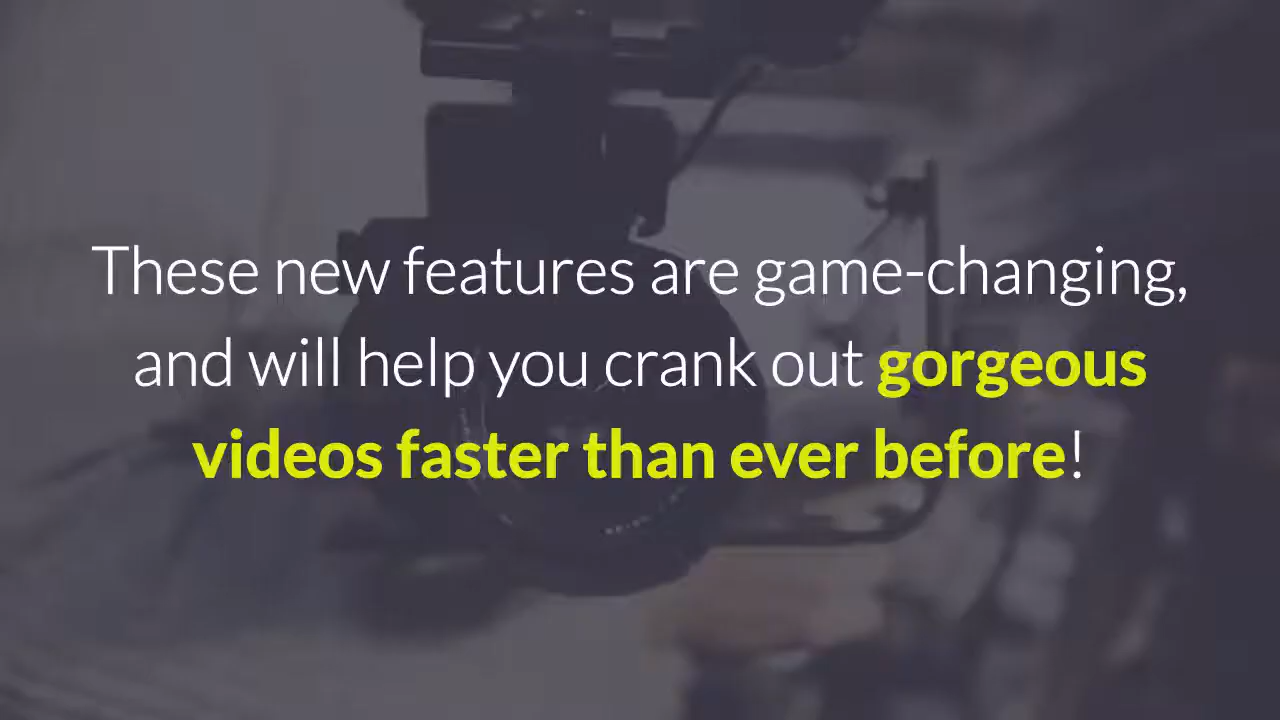 These new features are game-changing,
and will help you crank out gorgeous
videos faster than ever before!